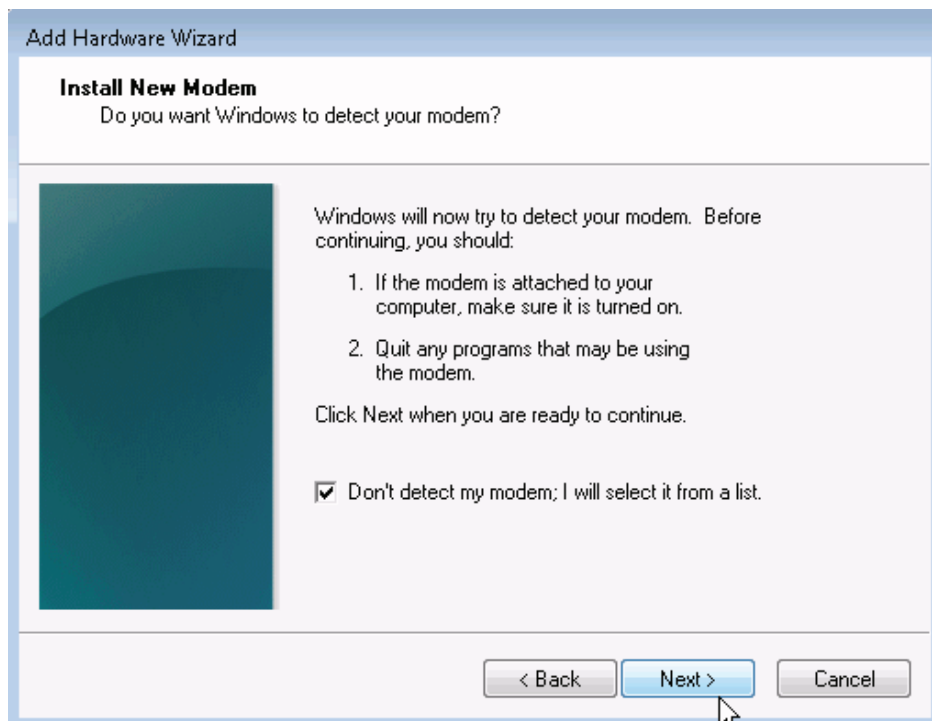 Add Hardware Wizard
Install New Modem
Do you want Windows to detect your modem?
Windows will now try to detect your modem.  Before
continuing, you should:
1. If the modem is attached to your
computer, make sure it is turned on.
2. Quit any programs that may be using
the modem.
Click Next when you are ready to continue.
Don't detect my modem; I will select it from a list.
< Back Next > Cancel